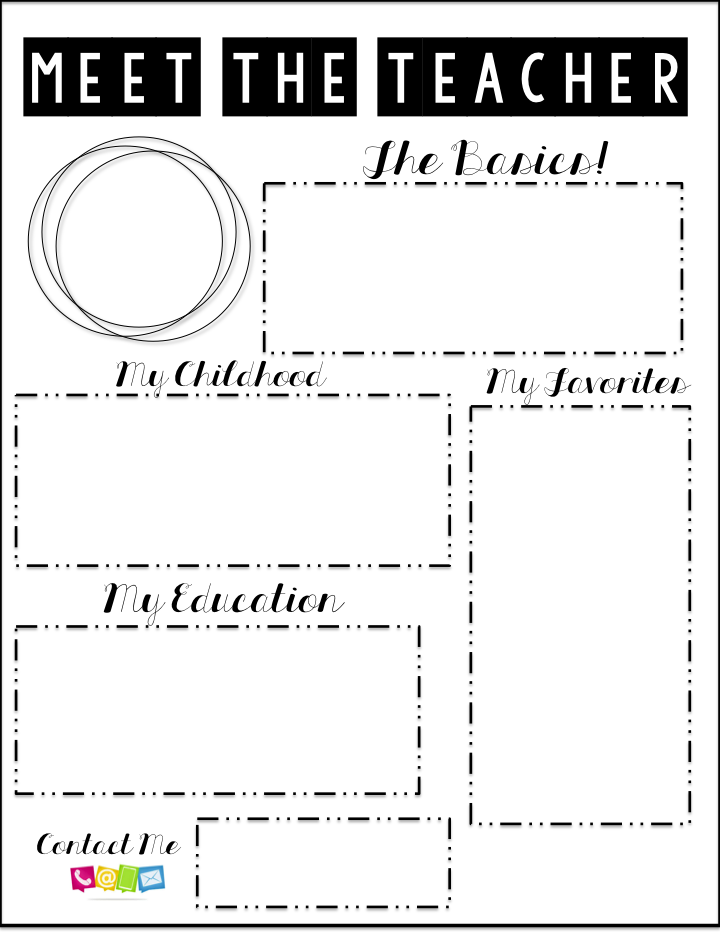 MEET THE TEACHER
The Basics!
My Childhood
My Favorites
My Education
Contact Me
@